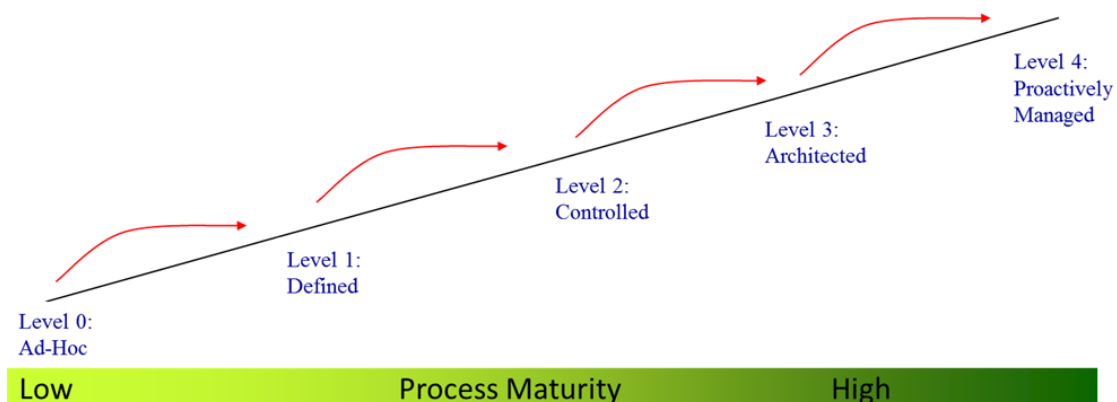 Level 4:
Proactively
Managed
Level 3:
Architected
Level 2:
Controlled
Level 1:
Defined
Level 0:
Ad-Hoc
Low Process Maturity High